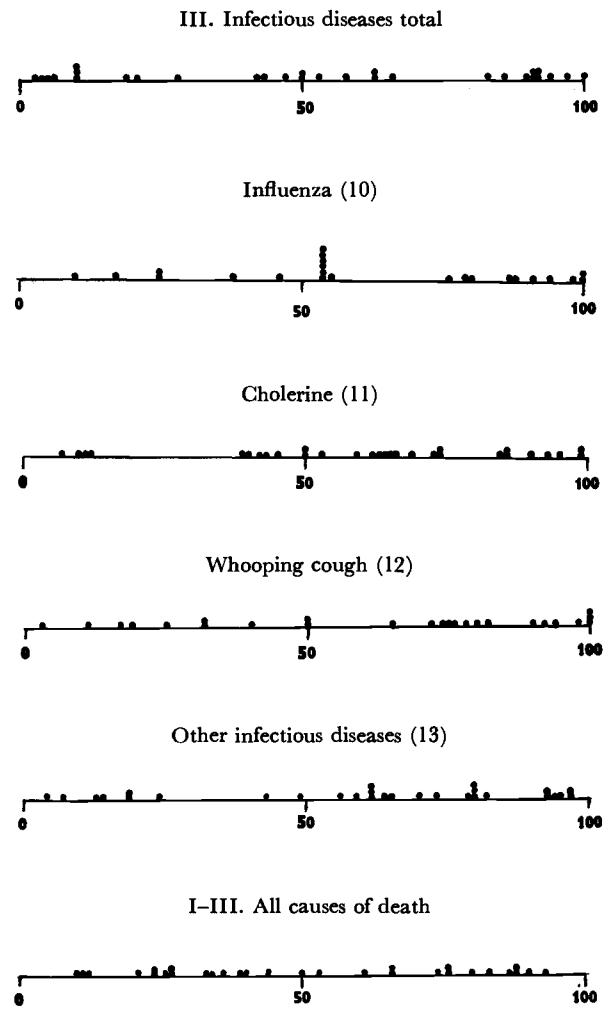 III. Infectious diseases total
0 50 100
Influenza (10)
0 50 100
Cholerine (11)
0 50 100
Whooping cough (12)
0 50 100
Other infectious diseases (13)
0 50 100
I–III. All causes of death
0 50 100